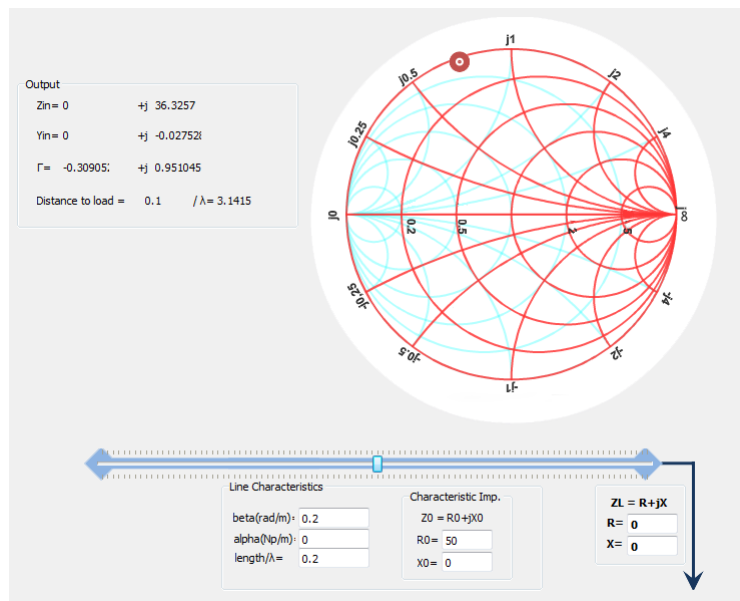 Output
Zin= 0 +j 36.3257
Yin= 0 +j -0.02752
Γ= -0.30905 +j 0.951045
Distance to load = 0.1 /λ= 3.1415
j1
j0.5
j2
j0.25
j4
j0
0.2
0.5
2
5
j∞
-j0.25
-j4
-j0.5
-j2
-j1
Line Characteristics
beta(rad/m)= 0.2
alpha(Np/m)= 0
length/λ= 0.2
Characteristic Imp.
Z0 = R0+jX0
R0= 50
X0= 0
ZL = R+jX
R= 0
X= 0